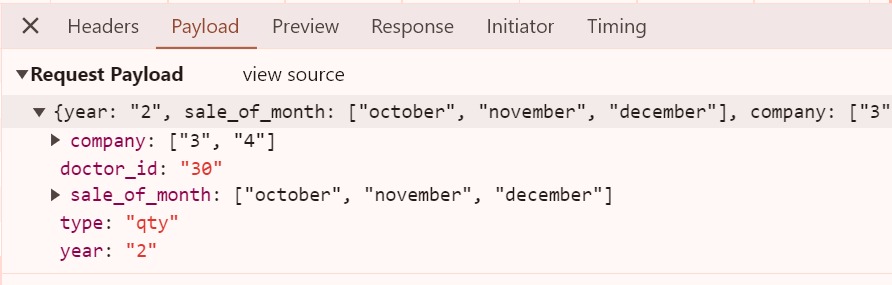 Headers Payload Preview Response Initiator Timing
Request Payload view source
{year: "2", sale_of_month: ["october", "november", "december"], company: ["3"
company: ["3", "4"]
doctor_id: "30"
sale_of_month: ["october", "november", "december"]
type: "qty"
year: "2"